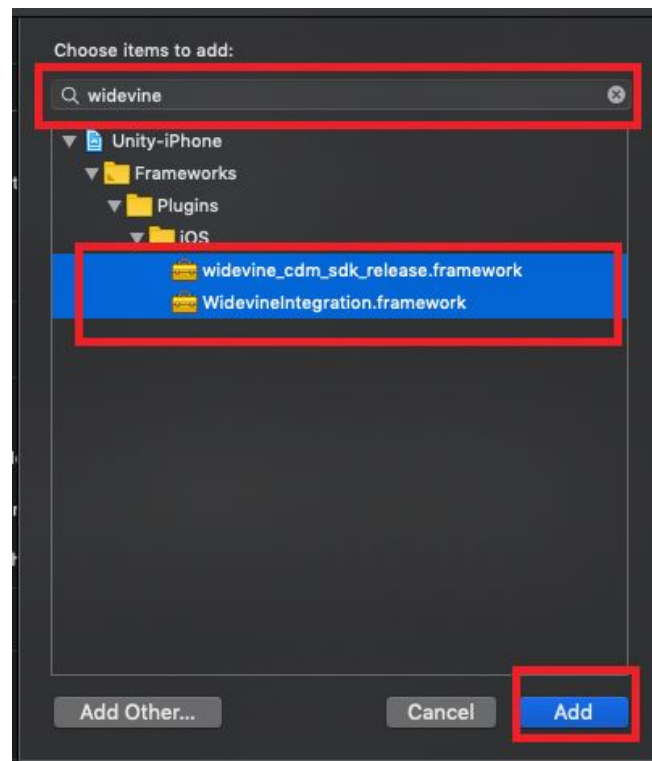 Choose items to add:
widevine
Unity-iPhone
Frameworks
Plugins
iOS
widevine_cdm_sdk_release.framework
WidevineIntegration.framework
Add Other...
Cancel
Add